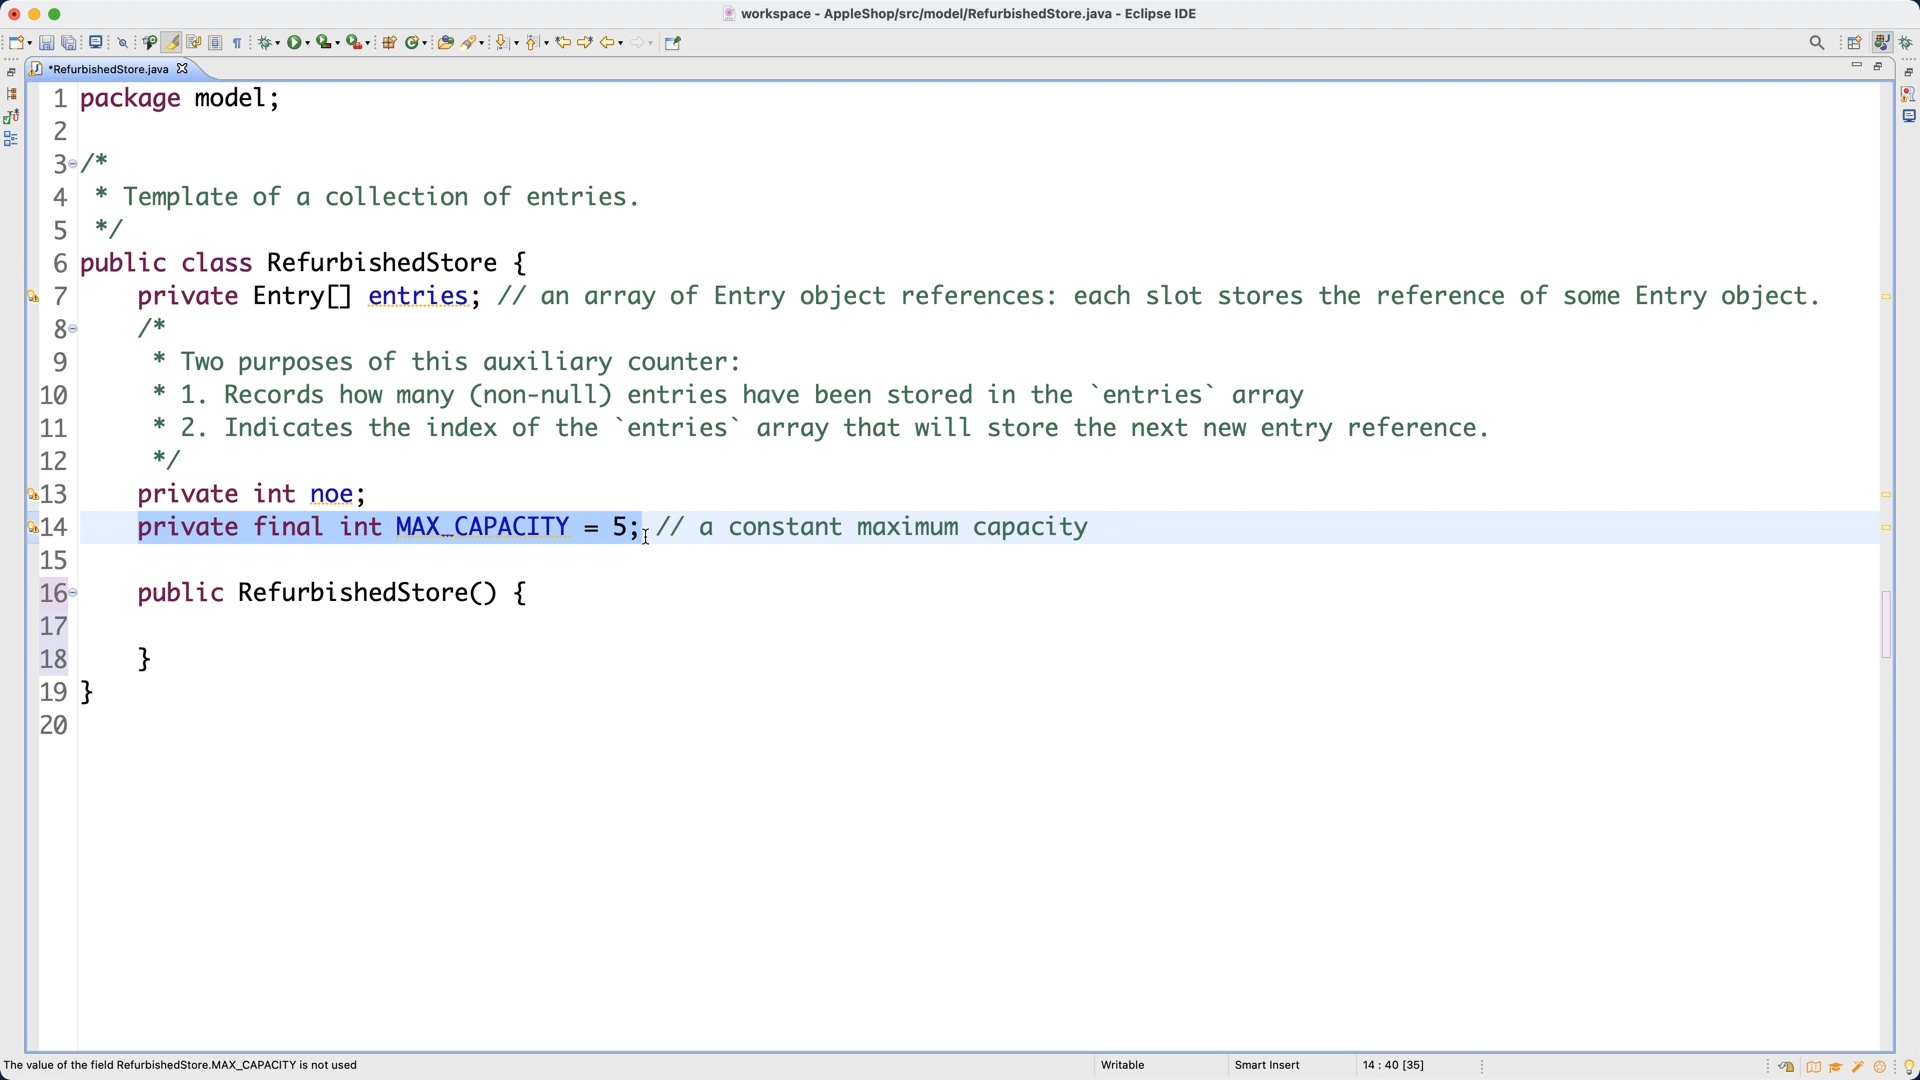 workspace - AppleShop/src/model/RefurbishedStore.java - Eclipse IDE
*RefurbishedStore.java
1 package model;
2
3 /*
4 * Template of a collection of entries.
5 */
6 public class RefurbishedStore {
7 private Entry[] entries; // an array of Entry object references: each slot stores the reference of some Entry object.
8 /*
9 * Two purposes of this auxiliary counter:
10 * 1. Records how many (non-null) entries have been stored in the `entries` array
11 * 2. Indicates the index of the `entries` array that will store the next new entry reference.
12 */
13 private int noe;
14 private final int MAX_CAPACITY = 5; // a constant maximum capacity
15
16 public RefurbishedStore() {
17
18 }
19 }
20
The value of the field RefurbishedStore.MAX_CAPACITY is not used
Writable
Smart Insert
14 : 40 [35]